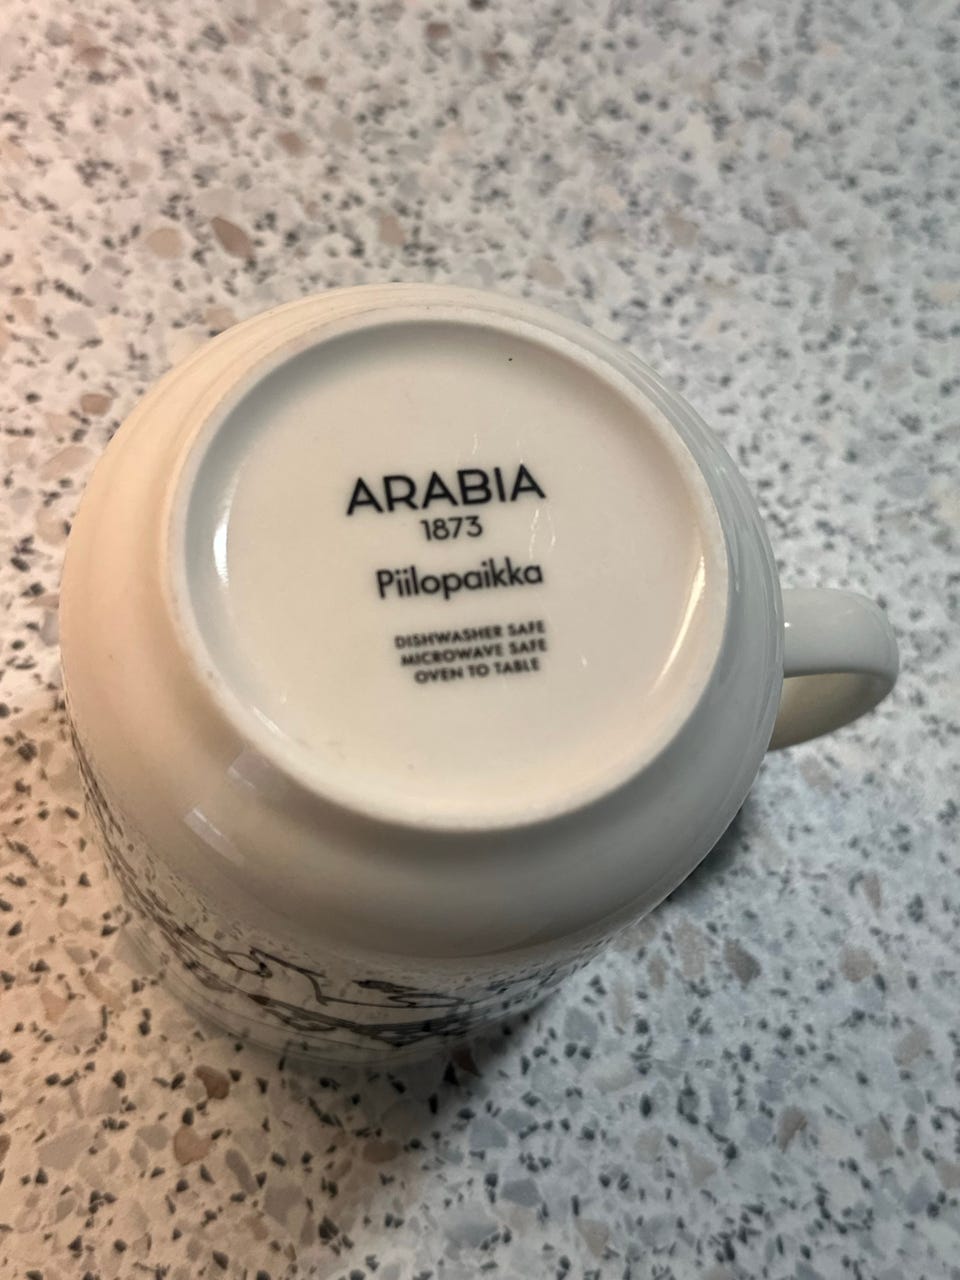 ARABIA
1873
Piilopaikka
DISHWASHER SAFE
MICROWAVE SAFE
OVEN TO TABLE